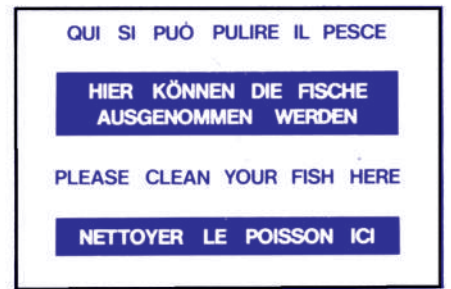 QUI SI PUÒ PULIRE IL PESCE
HIER KÖNNEN DIE FISCHE
AUSGENOMMEN WERDEN
PLEASE CLEAN YOUR FISH HERE
NETTOYER LE POISSON ICI